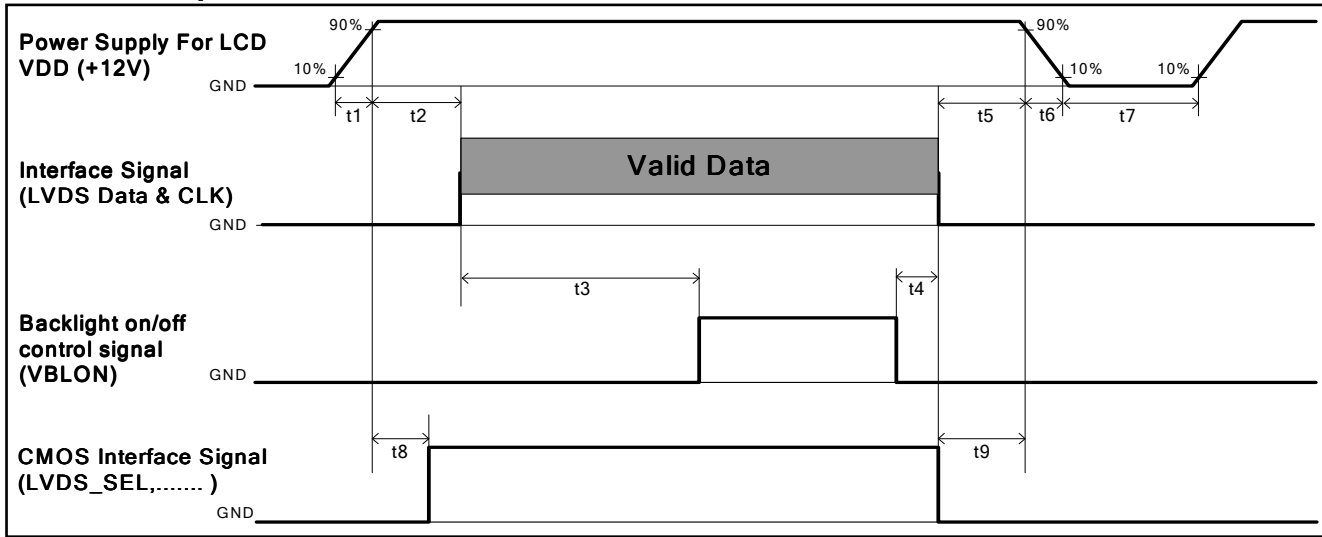 Power Supply For LCD
VDD (+12V)
90%
10%
GND
90%
10%
10%
t1
t2
t5
t6
t7
Interface Signal
(LVDS Data & CLK)
GND
Valid Data
t3
t4
Backlight on/off
control signal
(VBLON)
GND
t8
t9
CMOS Interface Signal
(LVDS_SEL,....... )
GND